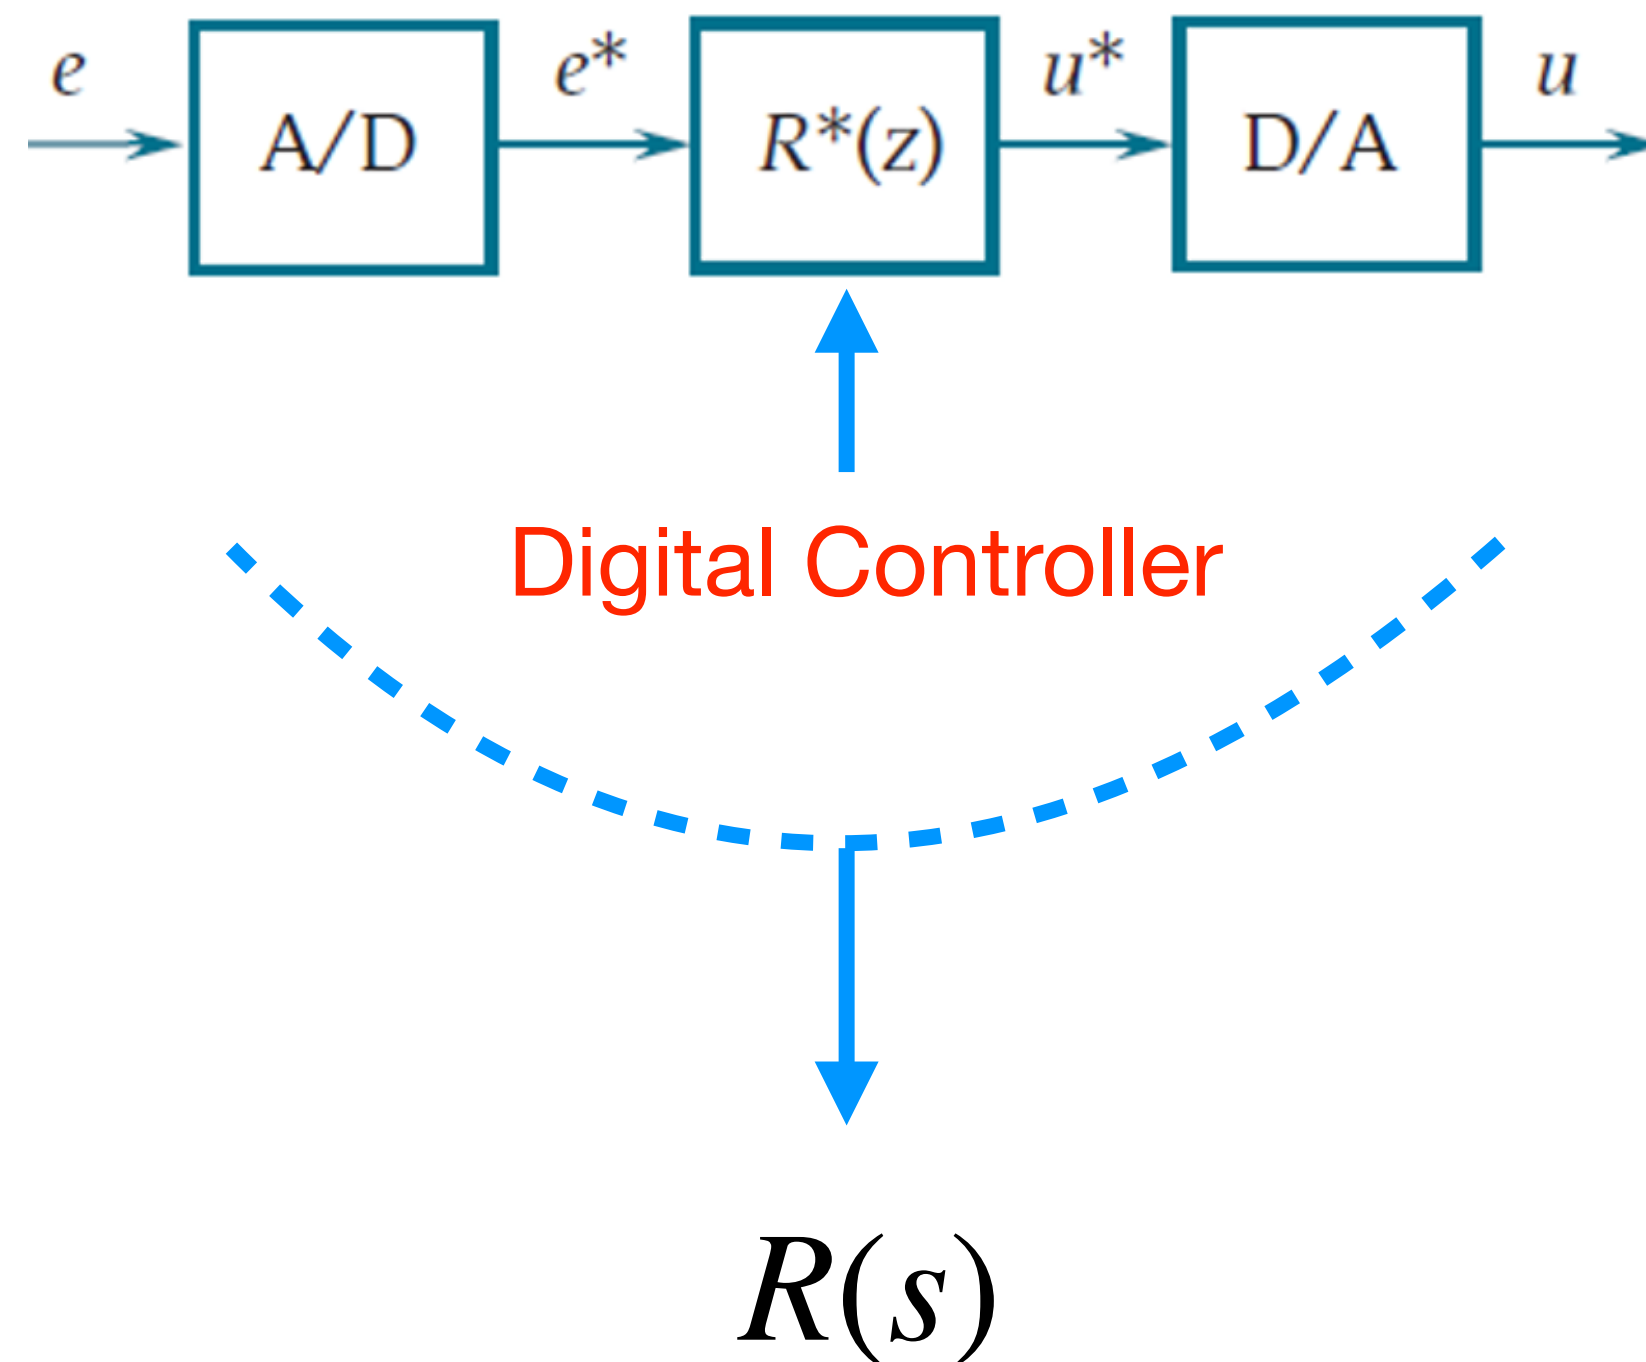 e e* u* u
A/D R*(z) D/A
Digital Controller
R(s)